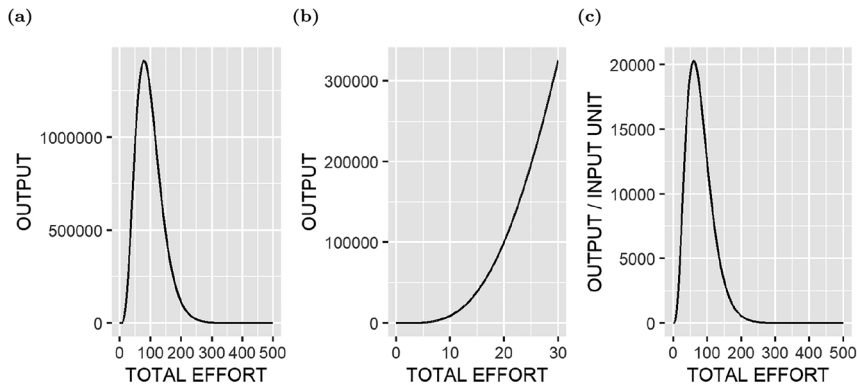 (a)
OUTPUT
1000000
500000
0
0 100 200 300 400 500
TOTAL EFFORT
(b)
OUTPUT
300000
200000
100000
0
0 10 20 30
TOTAL EFFORT
(c)
OUTPUT / INPUT UNIT
20000
15000
10000
5000
0
0 100 200 300 400 500
TOTAL EFFORT